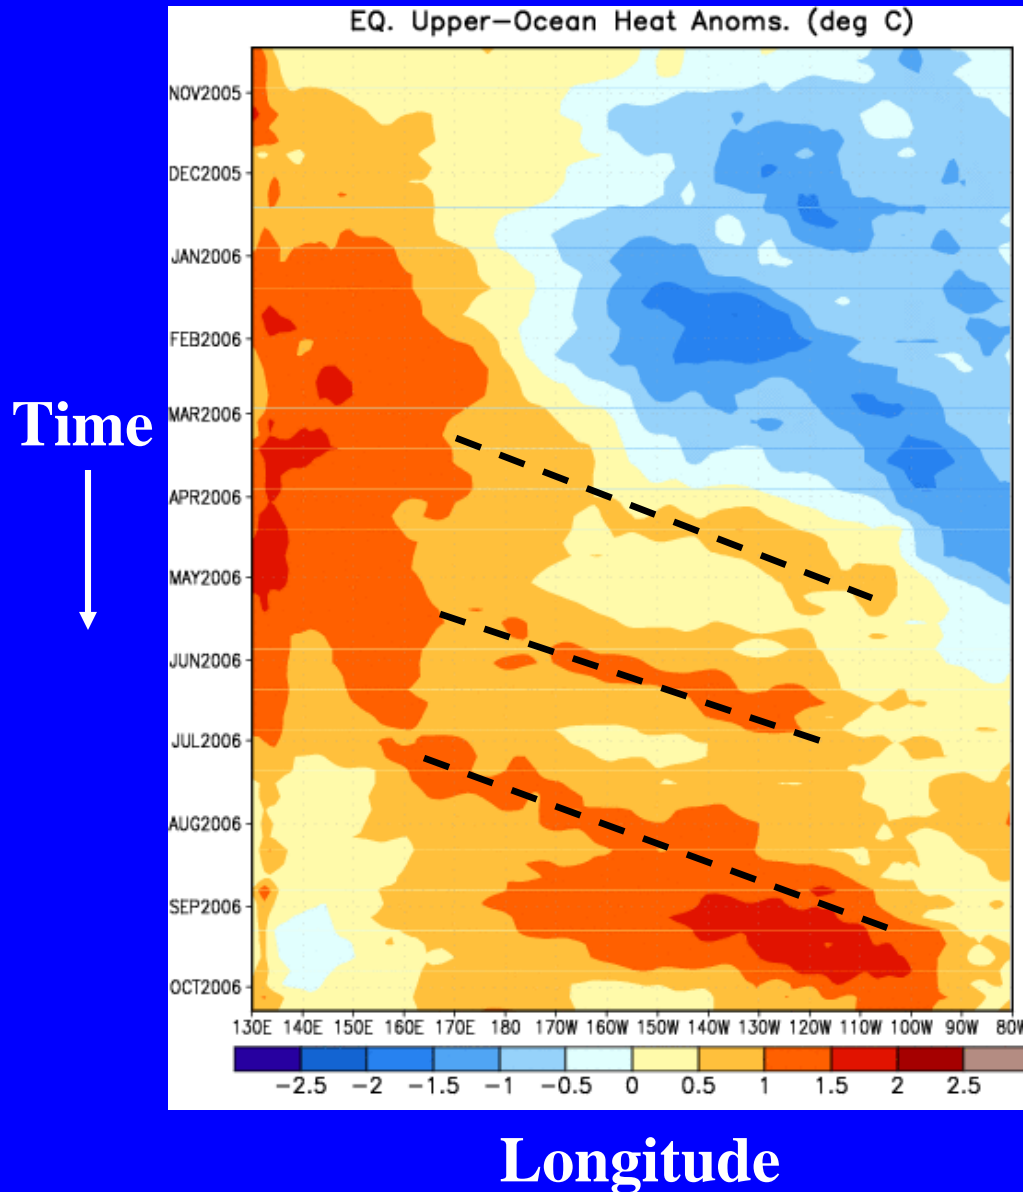 EQ. Upper-Ocean Heat Anoms. (deg C)
NOV2005
DEC2005
JAN2006
FEB2006
MAR2006
Time
APR2006
MAY2006
JUN2006
JUL2006
AUG2006
SEP2006
OCT2006
130E 140E 150E 160E 170E 180 170W 160W 150W 140W 130W 120W 110W 100W 90W 80W
-2.5 -2 -1.5 -1 -0.5 0 0.5 1 1.5 2 2.5
Longitude